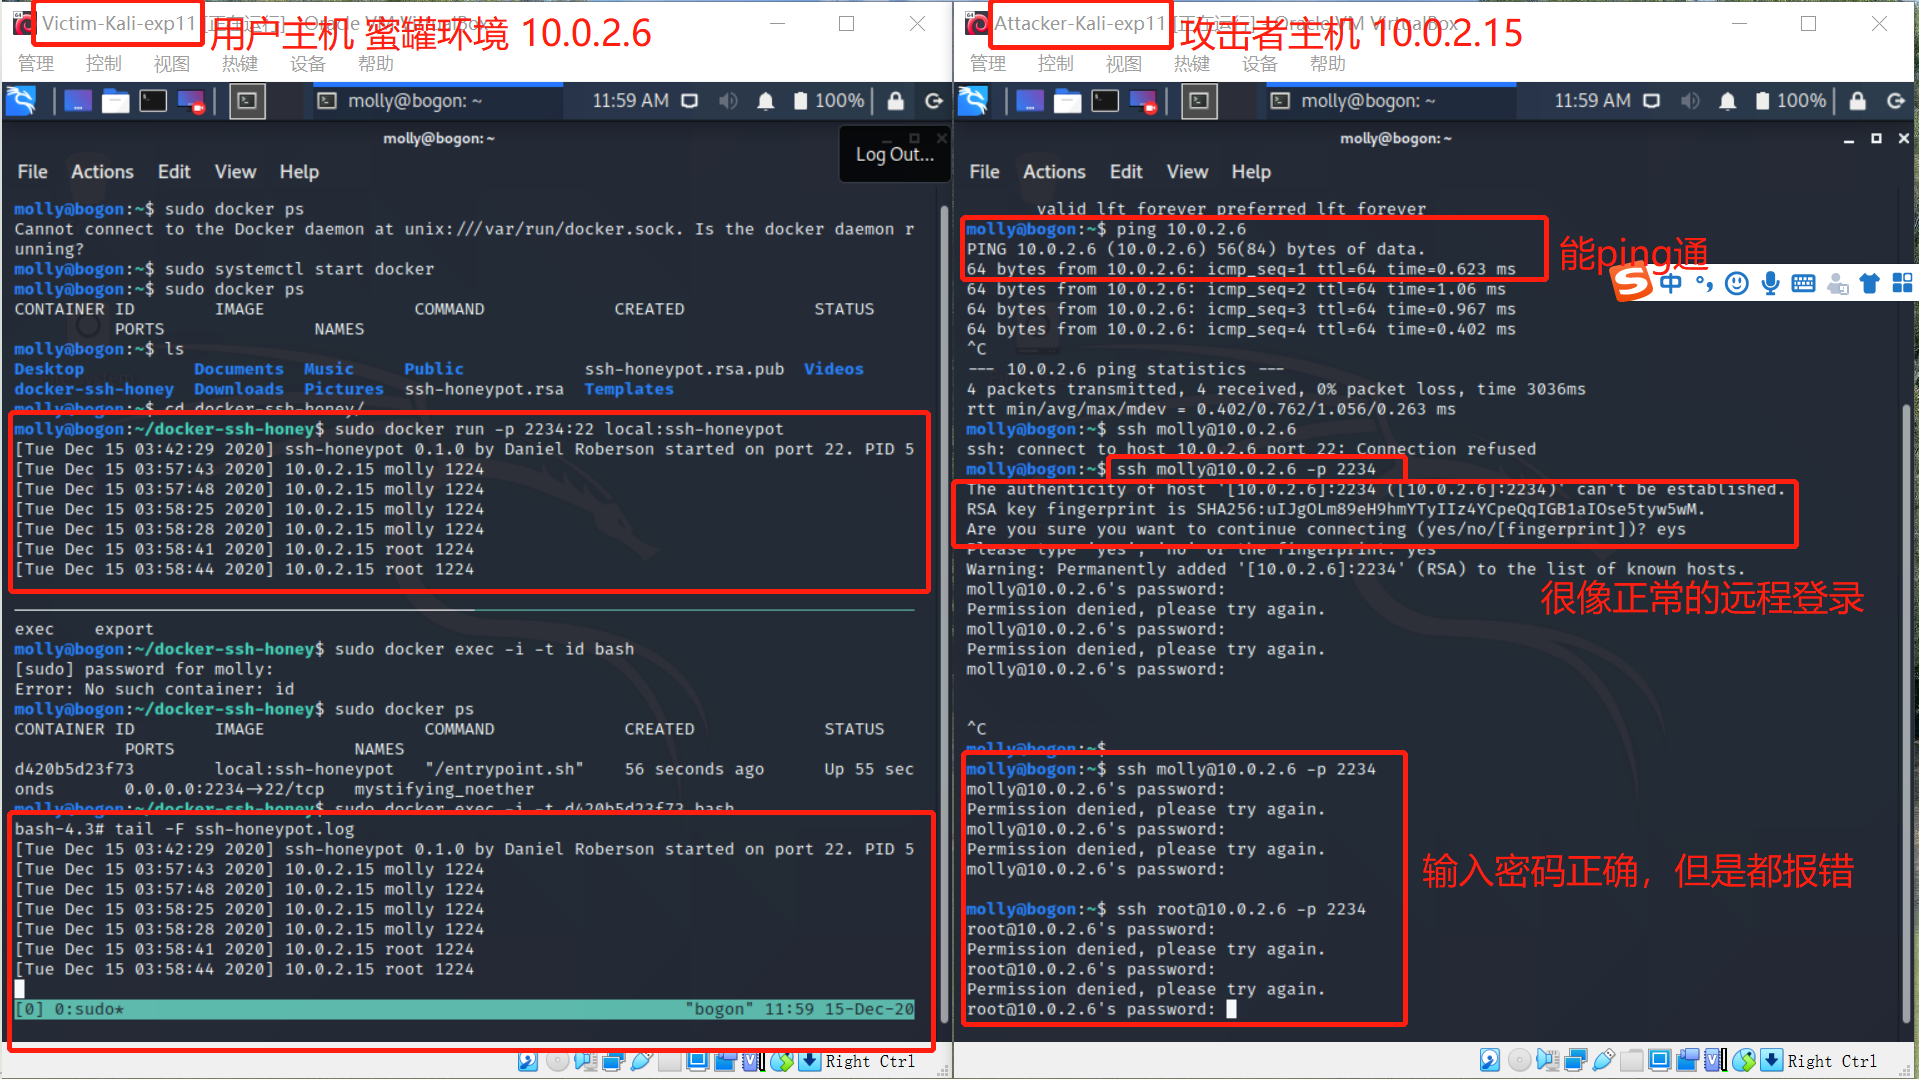 Victim-Kali-exp11 [正在运行] - Oracle VM VirtualBox
用户主机 蜜罐环境 10.0.2.6
管理 控制 视图 热键 设备 帮助
molly@bogon: ~
11:59 AM
100%
molly@bogon: ~
Log Out...
File Actions Edit View Help
molly@bogon:~$ sudo docker ps
Cannot connect to the Docker daemon at unix:///var/run/docker.sock. Is the docker daemon r
unning?
molly@bogon:~$ sudo systemctl start docker
molly@bogon:~$ sudo docker ps
CONTAINER ID IMAGE COMMAND CREATED STATUS
PORTS NAMES
molly@bogon:~$ ls
Desktop Documents Music Public ssh-honeypot.rsa.pub Videos
docker-ssh-honey Downloads Pictures ssh-honeypot.rsa Templates
molly@bogon:~$ cd docker-ssh-honey/
molly@bogon:~/docker-ssh-honey$ sudo docker run -p 2234:22 local:ssh-honeypot
[Tue Dec 15 03:42:29 2020] ssh-honeypot 0.1.0 by Daniel Roberson started on port 22. PID 5
[Tue Dec 15 03:57:43 2020] 10.0.2.15 molly 1224
[Tue Dec 15 03:57:48 2020] 10.0.2.15 molly 1224
[Tue Dec 15 03:58:25 2020] 10.0.2.15 molly 1224
[Tue Dec 15 03:58:28 2020] 10.0.2.15 molly 1224
[Tue Dec 15 03:58:41 2020] 10.0.2.15 root 1224
[Tue Dec 15 03:58:44 2020] 10.0.2.15 root 1224
exec export
molly@bogon:~/docker-ssh-honey$ sudo docker exec -i -t id bash
[sudo] password for molly:
Error: No such container: id
molly@bogon:~/docker-ssh-honey$ sudo docker ps
CONTAINER ID IMAGE COMMAND CREATED STATUS
PORTS NAMES
d420b5d23f73 local:ssh-honeypot "/entrypoint.sh" 56 seconds ago Up 55 sec
onds 0.0.0.0:2234→22/tcp mystifying_noether
molly@bogon:~/docker-ssh-honey$ sudo docker exec -i -t d420b5d23f73 bash
bash-4.3# tail -F ssh-honeypot.log
[Tue Dec 15 03:42:29 2020] ssh-honeypot 0.1.0 by Daniel Roberson started on port 22. PID 5
[Tue Dec 15 03:57:43 2020] 10.0.2.15 molly 1224
[Tue Dec 15 03:57:48 2020] 10.0.2.15 molly 1224
[Tue Dec 15 03:58:25 2020] 10.0.2.15 molly 1224
[Tue Dec 15 03:58:28 2020] 10.0.2.15 molly 1224
[Tue Dec 15 03:58:41 2020] 10.0.2.15 root 1224
[Tue Dec 15 03:58:44 2020] 10.0.2.15 root 1224
[0] 0:sudo* "bogon" 11:59 15-Dec-20
Right Ctrl
Attacker-Kali-exp11 [正在运行] - Oracle VM VirtualBox
攻击者主机 10.0.2.15
管理 控制 视图 热键 设备 帮助
molly@bogon: ~
11:59 AM
100%
molly@bogon: ~
File Actions Edit View Help
valid_lft forever preferred_lft forever
molly@bogon:~$ ping 10.0.2.6
PING 10.0.2.6 (10.0.2.6) 56(84) bytes of data.
64 bytes from 10.0.2.6: icmp_seq=1 ttl=64 time=0.623 ms
能ping通
中
64 bytes from 10.0.2.6: icmp_seq=2 ttl=64 time=1.06 ms
64 bytes from 10.0.2.6: icmp_seq=3 ttl=64 time=0.967 ms
64 bytes from 10.0.2.6: icmp_seq=4 ttl=64 time=0.402 ms
^C
--- 10.0.2.6 ping statistics ---
4 packets transmitted, 4 received, 0% packet loss, time 3036ms
rtt min/avg/max/mdev = 0.402/0.762/1.056/0.263 ms
molly@bogon:~$ ssh molly@10.0.2.6
ssh: connect to host 10.0.2.6 port 22: Connection refused
molly@bogon:~$ ssh molly@10.0.2.6 -p 2234
The authenticity of host '[10.0.2.6]:2234 ([10.0.2.6]:2234)' can't be established.
RSA key fingerprint is SHA256:uIJgOLm89eH9hmYTyIIz4YCpeQqIGB1aIOse5tyw5wM.
Are you sure you want to continue connecting (yes/no/[fingerprint])? eys
Please type 'yes', 'no' or the fingerprint: yes
Warning: Permanently added '[10.0.2.6]:2234' (RSA) to the list of known hosts.
molly@10.0.2.6's password:
很像正常的远程登录
Permission denied, please try again.
molly@10.0.2.6's password:
Permission denied, please try again.
molly@10.0.2.6's password:
^C
molly@bogon:~$
molly@bogon:~$ ssh molly@10.0.2.6 -p 2234
molly@10.0.2.6's password:
Permission denied, please try again.
molly@10.0.2.6's password:
Permission denied, please try again.
molly@10.0.2.6's password:
输入密码正确，但是都报错
molly@bogon:~$ ssh root@10.0.2.6 -p 2234
root@10.0.2.6's password:
Permission denied, please try again.
root@10.0.2.6's password:
Permission denied, please try again.
root@10.0.2.6's password:
Right Ctrl